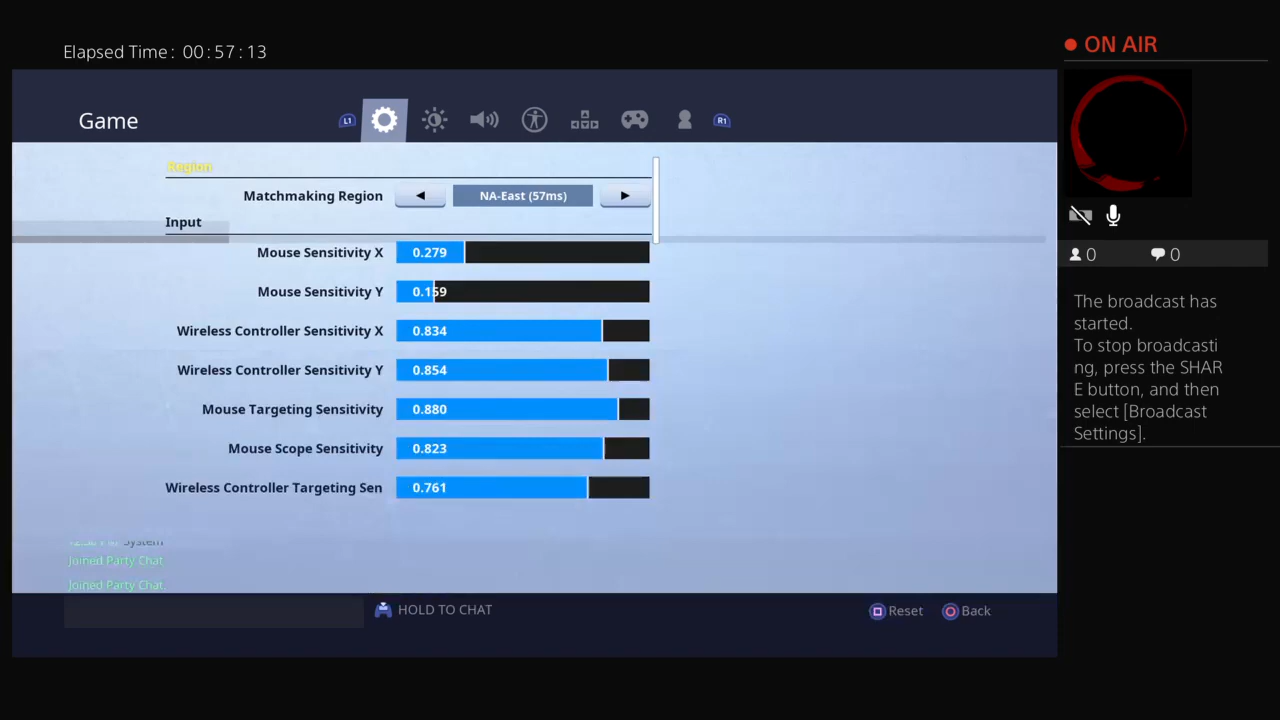 Elapsed Time: 00:57:13
ON AIR
Game
L1
R1
Region
Matchmaking Region
NA-East (57ms)
Input
Mouse Sensitivity X
0.279
Mouse Sensitivity Y
0.159
Wireless Controller Sensitivity X
0.834
Wireless Controller Sensitivity Y
0.854
Mouse Targeting Sensitivity
0.880
Mouse Scope Sensitivity
0.823
Wireless Controller Targeting Sen
0.761
System
Joined Party Chat
Joined Party Chat
HOLD TO CHAT
Reset
Back
0
0
The broadcast has
started.
To stop broadcasti
ng, press the SHAR
E button, and then
select [Broadcast
Settings].